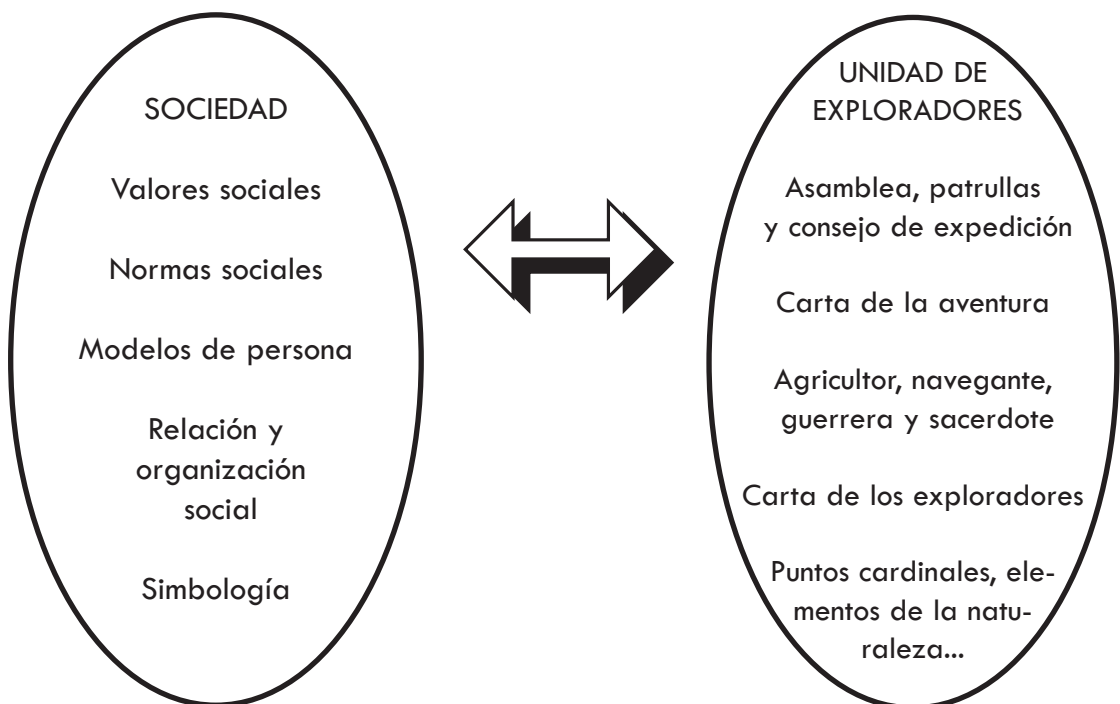 SOCIEDAD
Valores sociales
Normas sociales
Modelos de persona
Relación y
organización
social
Simbología
UNIDAD DE
EXPLORADORES
Asamblea, patrullas
y consejo de expedición
Carta de la aventura
Agricultor, navegante,
guerrera y sacerdote
Carta de los exploradores
Puntos cardinales, ele-
mentos de la natu-
raleza...